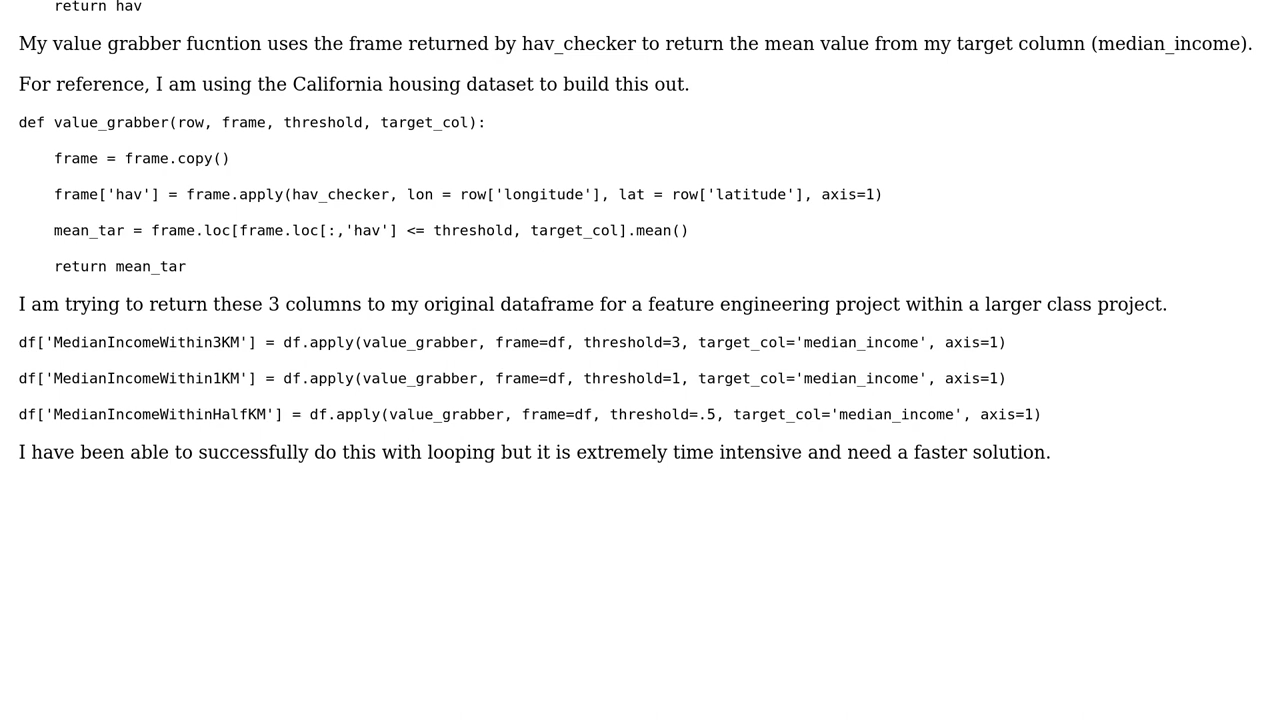 return hav
My value grabber fucntion uses the frame returned by hav_checker to return the mean value from my target column (median_income).
For reference, I am using the California housing dataset to build this out.
def value_grabber(row, frame, threshold, target_col):
    frame = frame.copy()
    frame['hav'] = frame.apply(hav_checker, lon = row['longitude'], lat = row['latitude'], axis=1)
    mean_tar = frame.loc[frame.loc[:,'hav'] <= threshold, target_col].mean()
    return mean_tar
I am trying to return these 3 columns to my original dataframe for a feature engineering project within a larger class project.
df['MedianIncomeWithin3KM'] = df.apply(value_grabber, frame=df, threshold=3, target_col='median_income', axis=1)
df['MedianIncomeWithin1KM'] = df.apply(value_grabber, frame=df, threshold=1, target_col='median_income', axis=1)
df['MedianIncomeWithinHalfKM'] = df.apply(value_grabber, frame=df, threshold=.5, target_col='median_income', axis=1)
I have been able to successfully do this with looping but it is extremely time intensive and need a faster solution.